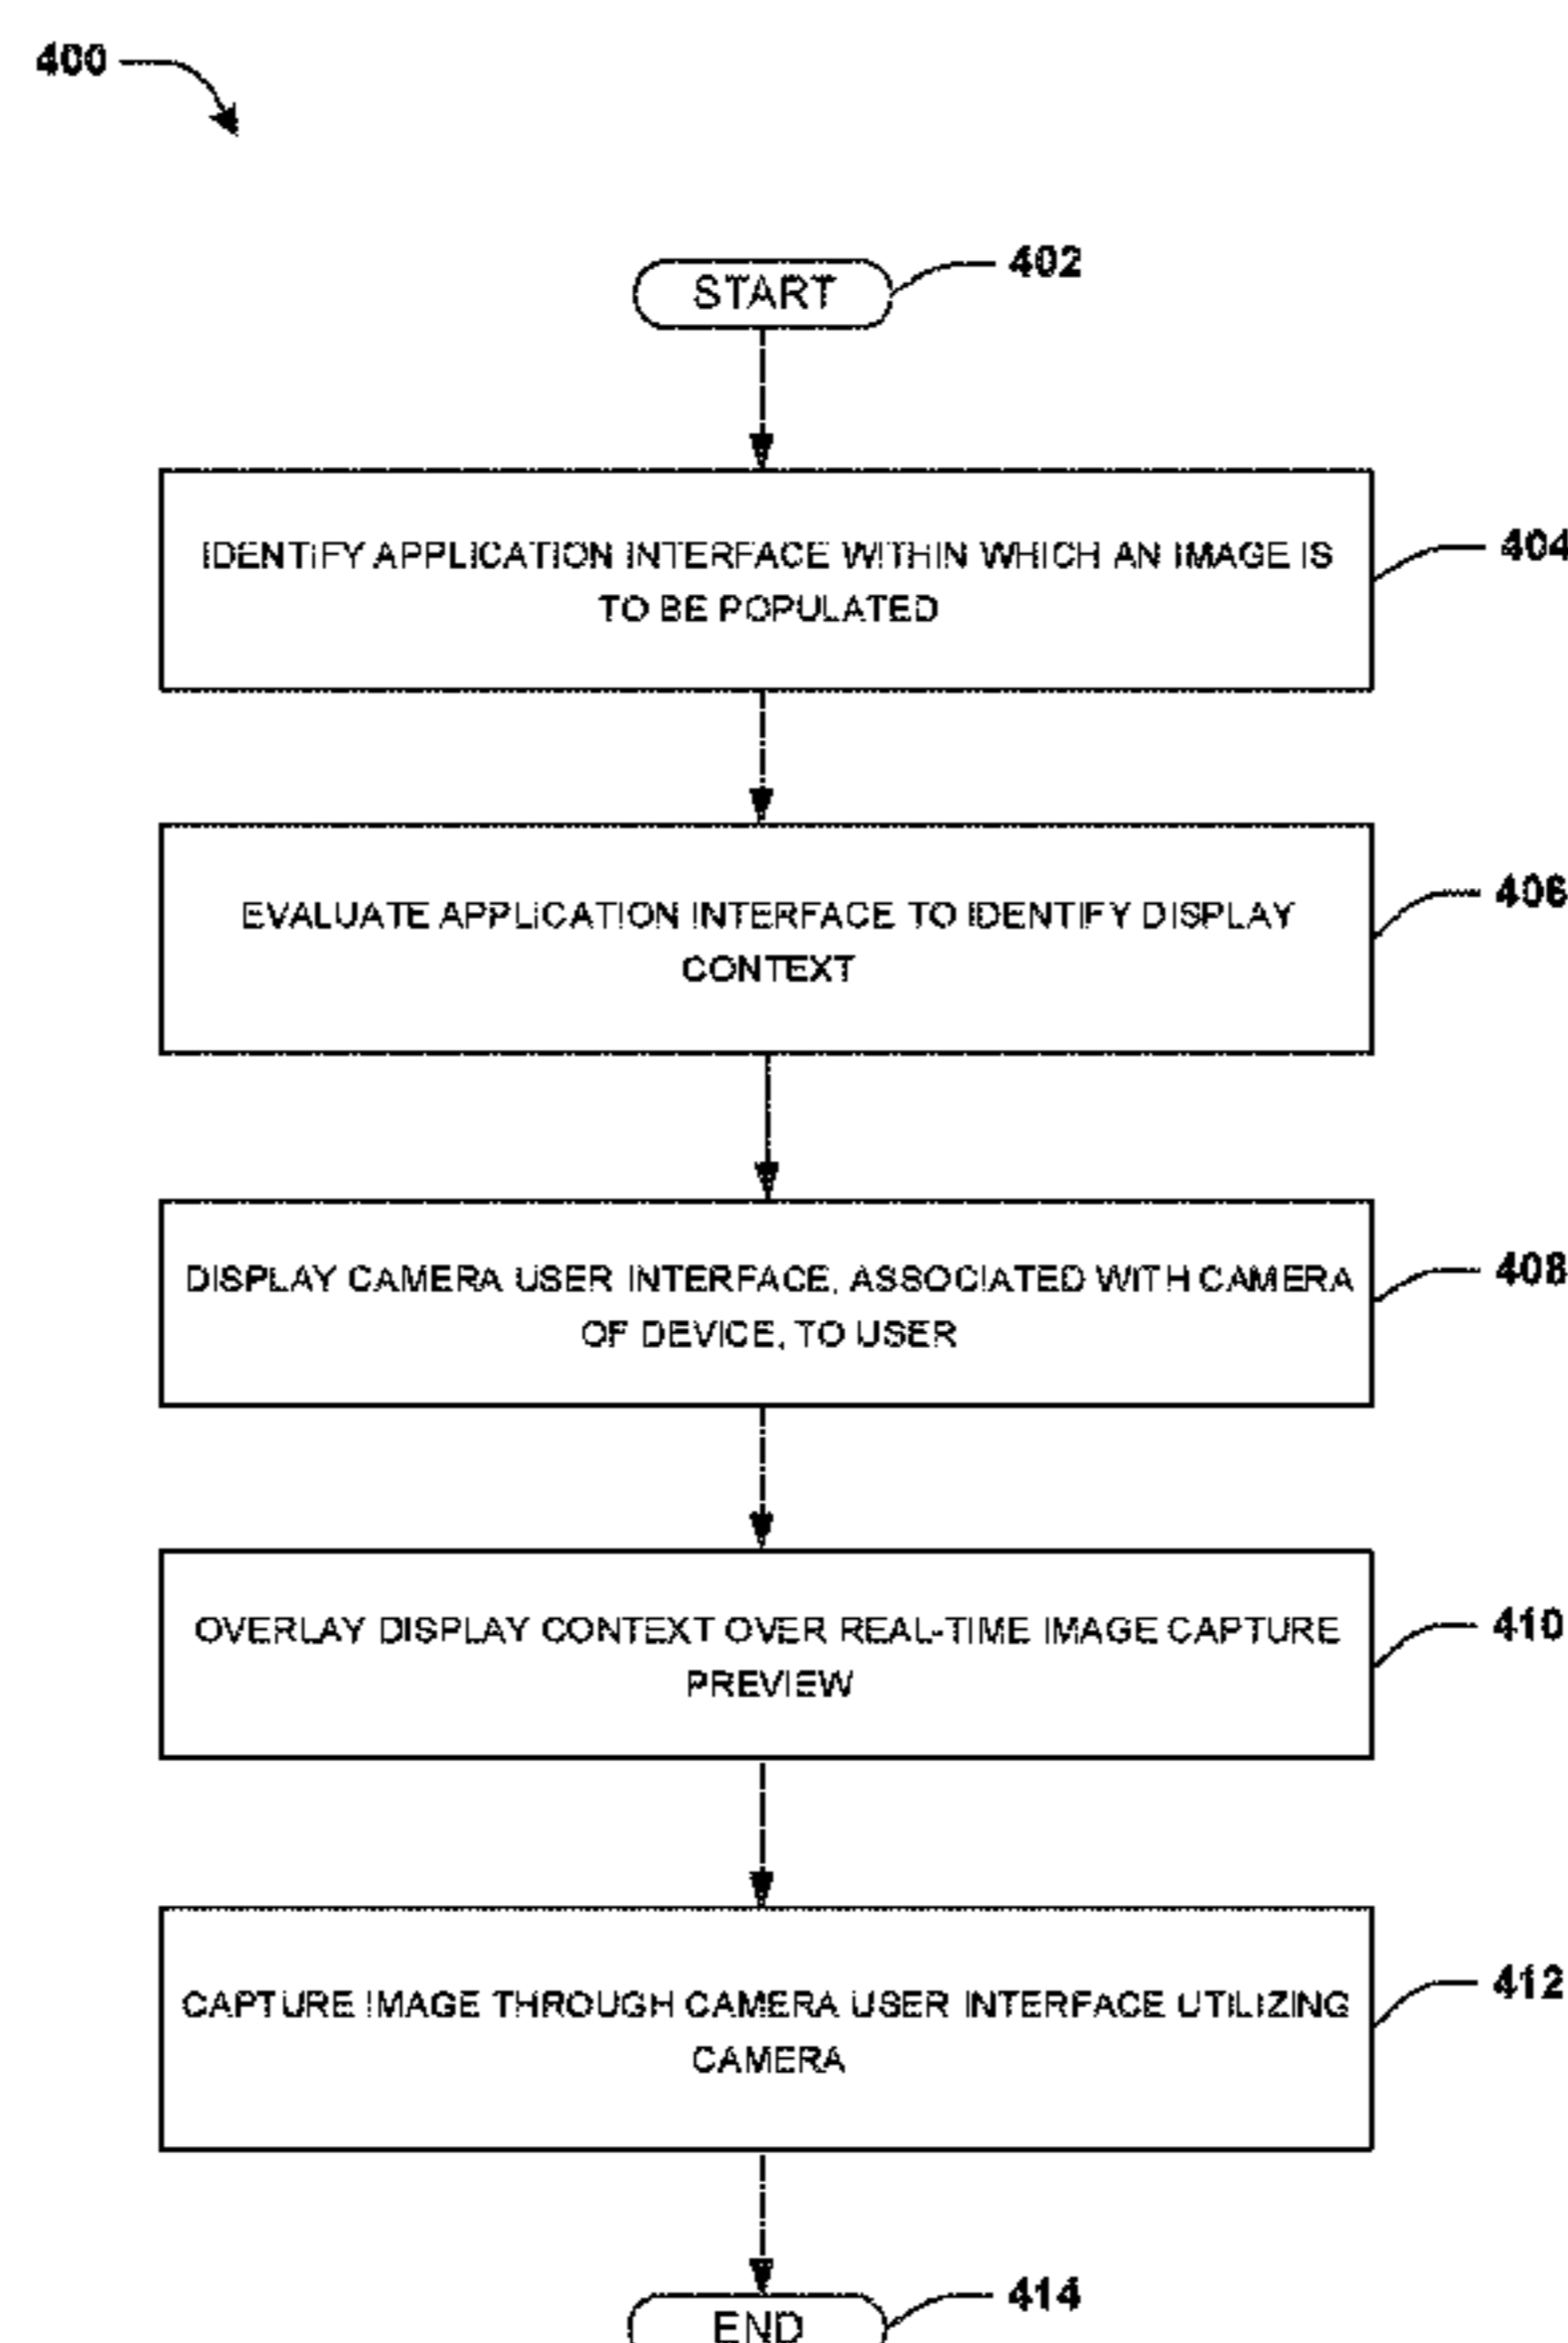 400
START
402
IDENTIFY APPLICATION INTERFACE WITHIN WHICH AN IMAGE IS
TO BE POPULATED
404
EVALUATE APPLICATION INTERFACE TO IDENTIFY DISPLAY
CONTEXT
406
DISPLAY CAMERA USER INTERFACE, ASSOCIATED WITH CAMERA
OF DEVICE, TO USER
408
OVERLAY DISPLAY CONTEXT OVER REAL-TIME IMAGE CAPTURE
PREVIEW
410
CAPTURE IMAGE THROUGH CAMERA USER INTERFACE UTILIZING
CAMERA
412
END
414